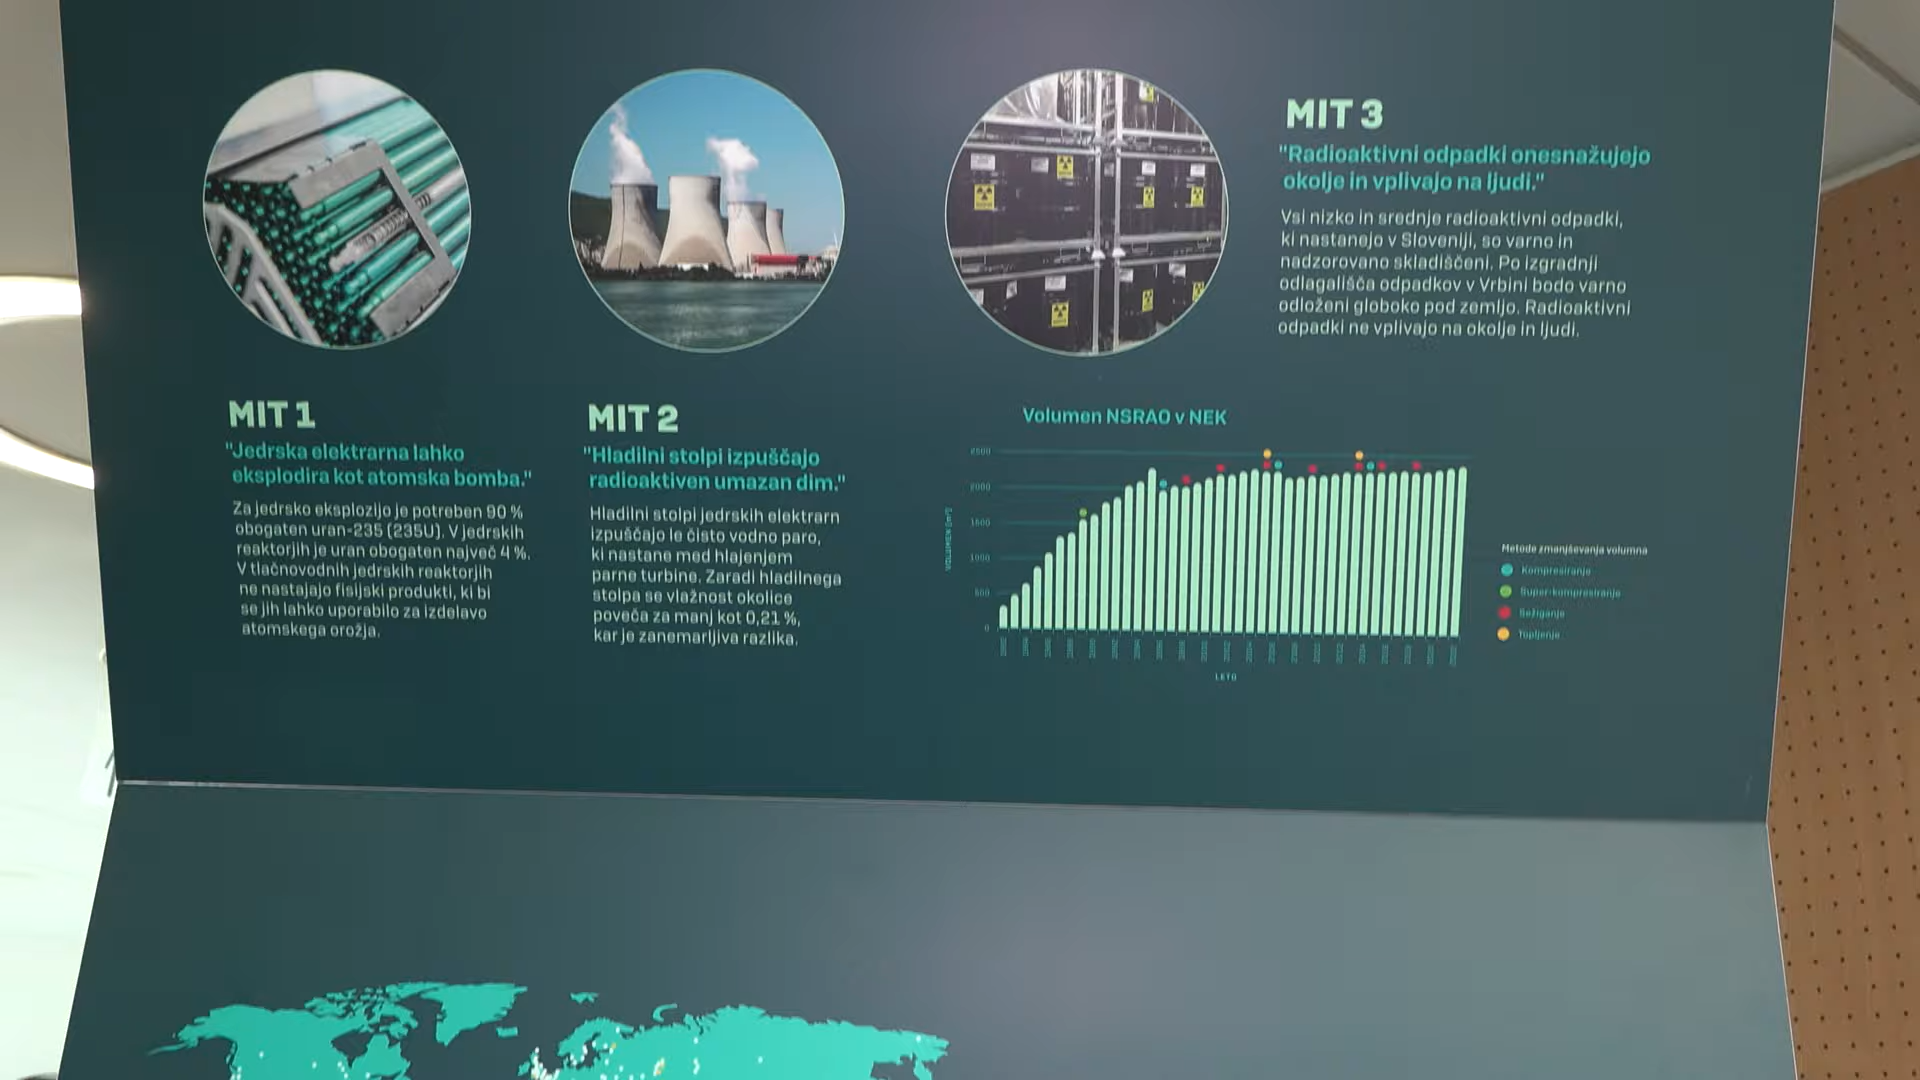 MIT 1
"Jedrska elektrarna lahko
eksplodira kot atomska bomba."
Za jedrsko eksplozijo je potreben 90 %
obogaten uran-235 (235U). V jedrskih
reaktorjih je uran obogaten največ 4 %.
V tlačnovodnih jedrskih reaktorjih
ne nastajajo fisijski produkti, ki bi
se jih lahko uporabilo za izdelavo
atomskega orožja.
MIT 2
"Hladilni stolpi izpuščajo
radioaktiven umazan dim."
Hladilni stolpi jedrskih elektrarn
izpuščajo le čisto vodno paro,
ki nastane med hlajenjem
parne turbine. Zaradi hladilnega
stolpa se vlažnost okolice
poveča za manj kot 0,21 %,
kar je zanemarljiva razlika.
MIT 3
"Radioaktivni odpadki onesnažujejo
okolje in vplivajo na ljudi."
Vsi nizko in srednje radioaktivni odpadki,
ki nastanejo v Sloveniji, so varno in
nadzorovano skladiščeni. Po izgradnji
odlagališča odpadkov v Vrbini bodo varno
odloženi globoko pod zemljo. Radioaktivni
odpadki ne vplivajo na okolje in ljudi.
Volumen NSRAO v NEK
2500
2000
1500
1000
500
0
LETO
Metode zmanjševanja volumna
Kompresiranje
Super-kompresiranje
Sežiganje
Topljenje